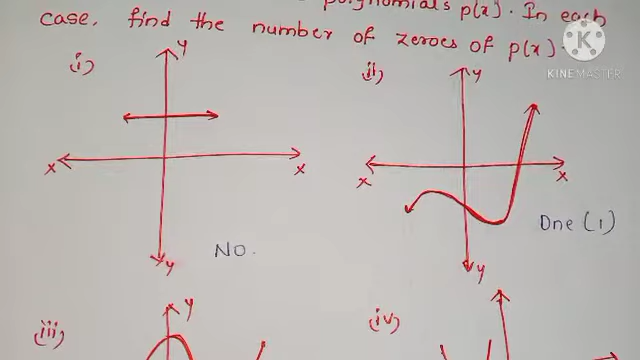 polynomials p(x). In each
case, find the number of zeroes of p(x).
KINEMASTER
i) y
ii) y
x x
x x
One (1)
No.
y y
iii) y
iv)